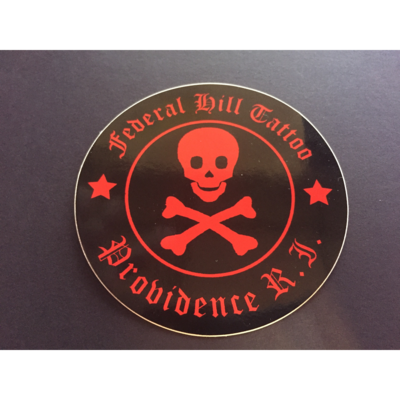 Federal Hill Tattoo
Providence R.I.